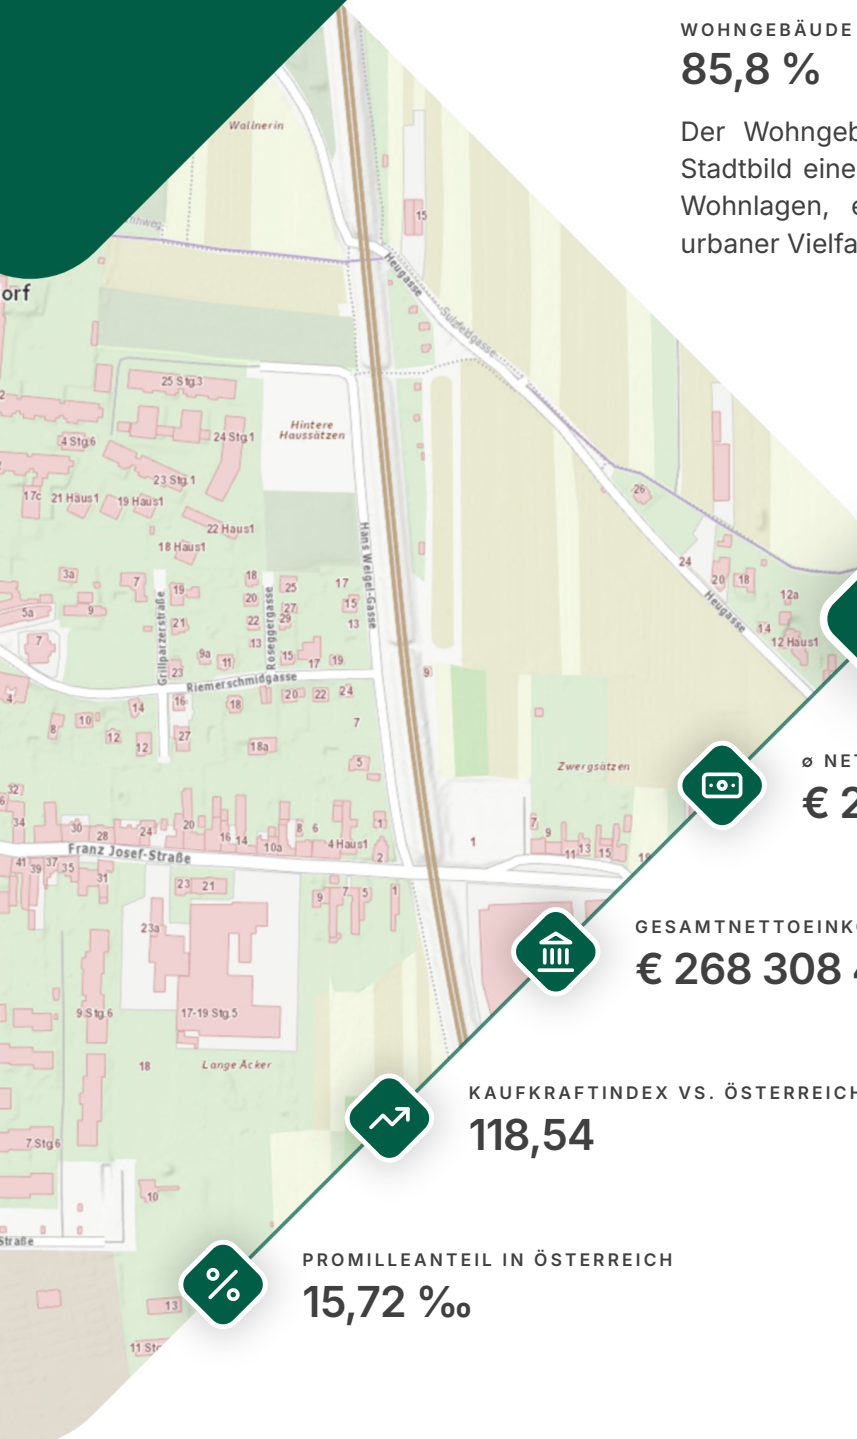 WOHNGEBÄUDE
85,8 %
Der Wohngeb
Stadtbild eine
Wohnlagen, e
urbaner Vielfa
Wallnerin
hweg
15
orf
Heugasse
Sulzfeldgasse
25 Stg.3
Hintere
Haussätzen
24 Stg.1
4 Stg.6
23 Stg.1
17c
21 Haus1
19 Haus1
26
22 Haus1
18 Haus1
Hans Weigel-Gasse
24
20
18
12a
Heugasse
14
12 Haus1
3a
7
19
18
25
17
5a
9
20
27
15
Grillparzerstraße
21
22
29
13
Roseggergasse
7
9a
11
13
15
17
19
23
9
Riemerschmidgasse
4
14
16
18
20
22
24
8
10
12
12
27
18a
7
5
Zwergsätzen
ø NET
€ 2
32
34
30
28
24
20
16
14
10a
8
6
4 Haus1
1
2
1
7
9
11
13
15
Franz Josef-Straße
41
39
37
35
31
23
21
9
7
5
1
23a
GESAMTNETTOEINK
€ 268 308
9 Stg.6
17-19 Stg.5
18
Lange Äcker
KAUFKRAFTINDEX VS. ÖSTERREICH
118,54
7 Stg.6
10
Straße
PROMILLEANTEIL IN ÖSTERREICH
15,72 ‰
13
11 St